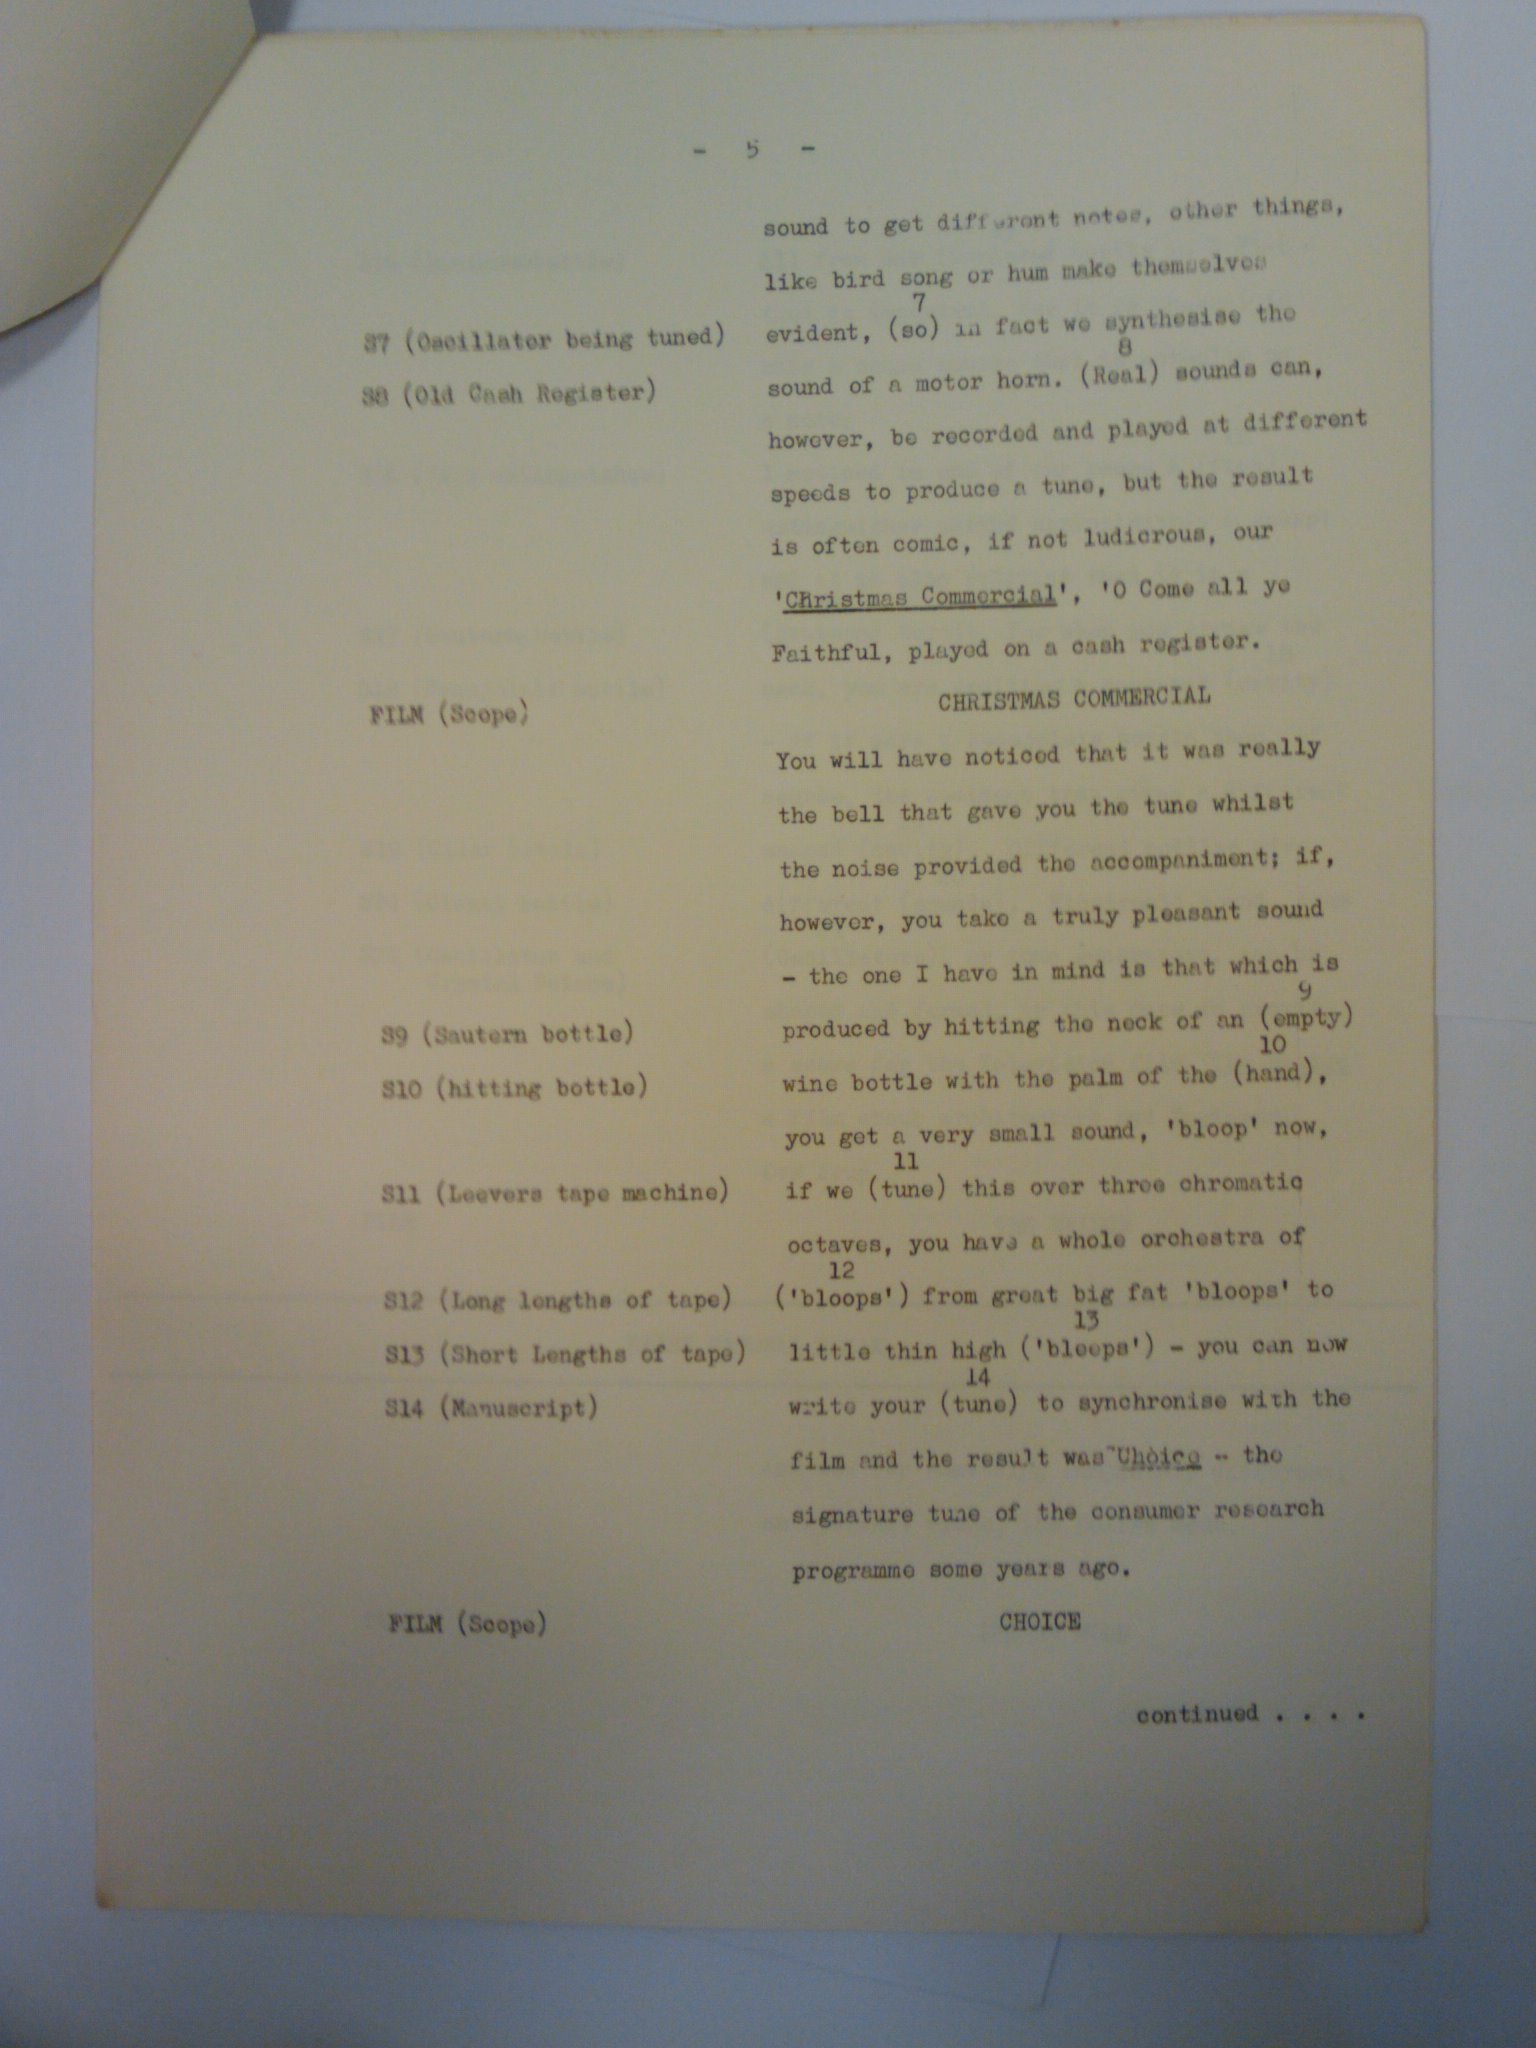 - 5 -
sound to get different notes, other things,
like bird song or hum make themselves
7
S7 (Oscillator being tuned) evident, (so) in fact we synthesise the
8
S8 (Old Cash Register) sound of a motor horn. (Real) sounds can,
however, be recorded and played at different
speeds to produce a tune, but the result
is often comic, if not ludicrous, our
'Christmas Commercial', 'O Come all ye
Faithful, played on a cash register.
FILM (Scope) CHRISTMAS COMMERCIAL
You will have noticed that it was really
the bell that gave you the tune whilst
the noise provided the accompaniment; if,
however, you take a truly pleasant sound
- the one I have in mind is that which is
9
S9 (Sautern bottle) produced by hitting the neck of an (empty)
10
S10 (hitting bottle) wine bottle with the palm of the (hand),
you get a very small sound, 'bloop' now,
11
S11 (Leevers tape machine) if we (tune) this over three chromatic
octaves, you have a whole orchestra of
12
S12 (Long lengths of tape) ('bloops') from great big fat 'bloops' to
13
S13 (Short Lengths of tape) little thin high ('bleeps') - you can now
14
S14 (Manuscript) write your (tune) to synchronise with the
film and the result was Choice - the
signature tune of the consumer research
programme some years ago.
FILM (Scope) CHOICE
continued . . . .